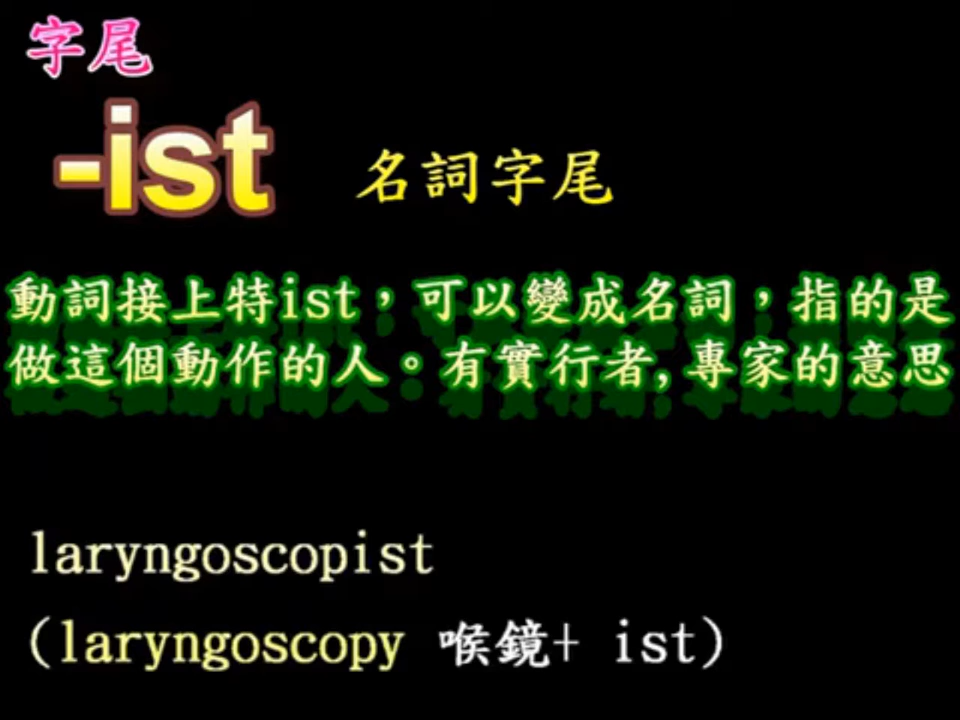 字尾
-ist 名詞字尾
動詞接上特ist，可以變成名詞，指的是
做這個動作的人。有實行者,專家的意思
laryngoscopist
(laryngoscopy 喉鏡+ ist)